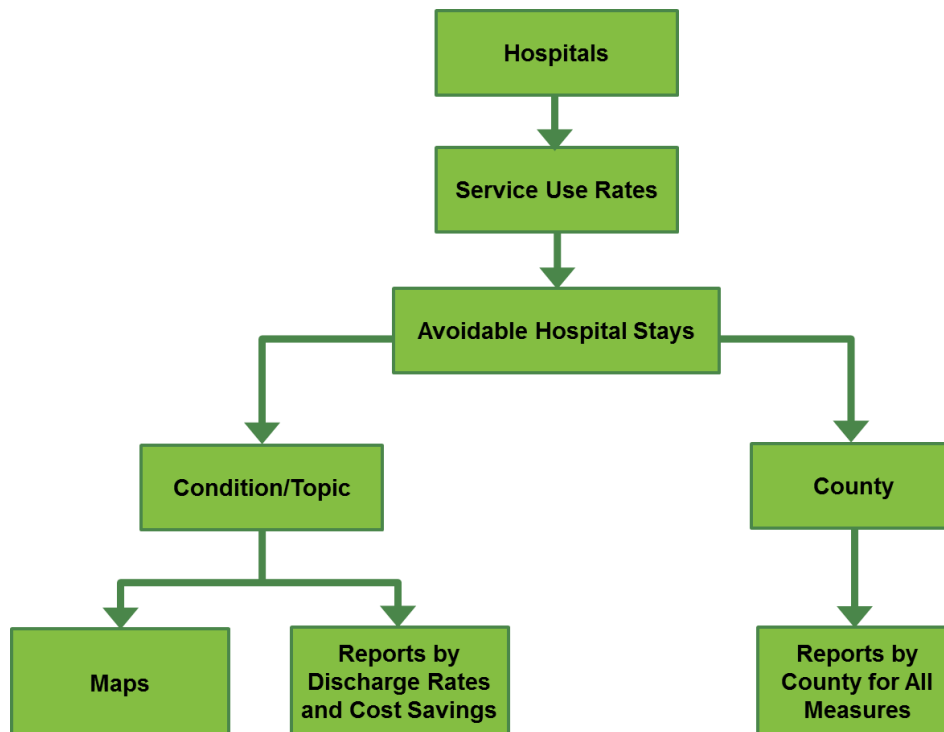 Hospitals
Service Use Rates
Avoidable Hospital Stays
Condition/Topic
County
Maps
Reports by
Discharge Rates
and Cost Savings
Reports by
County for All
Measures